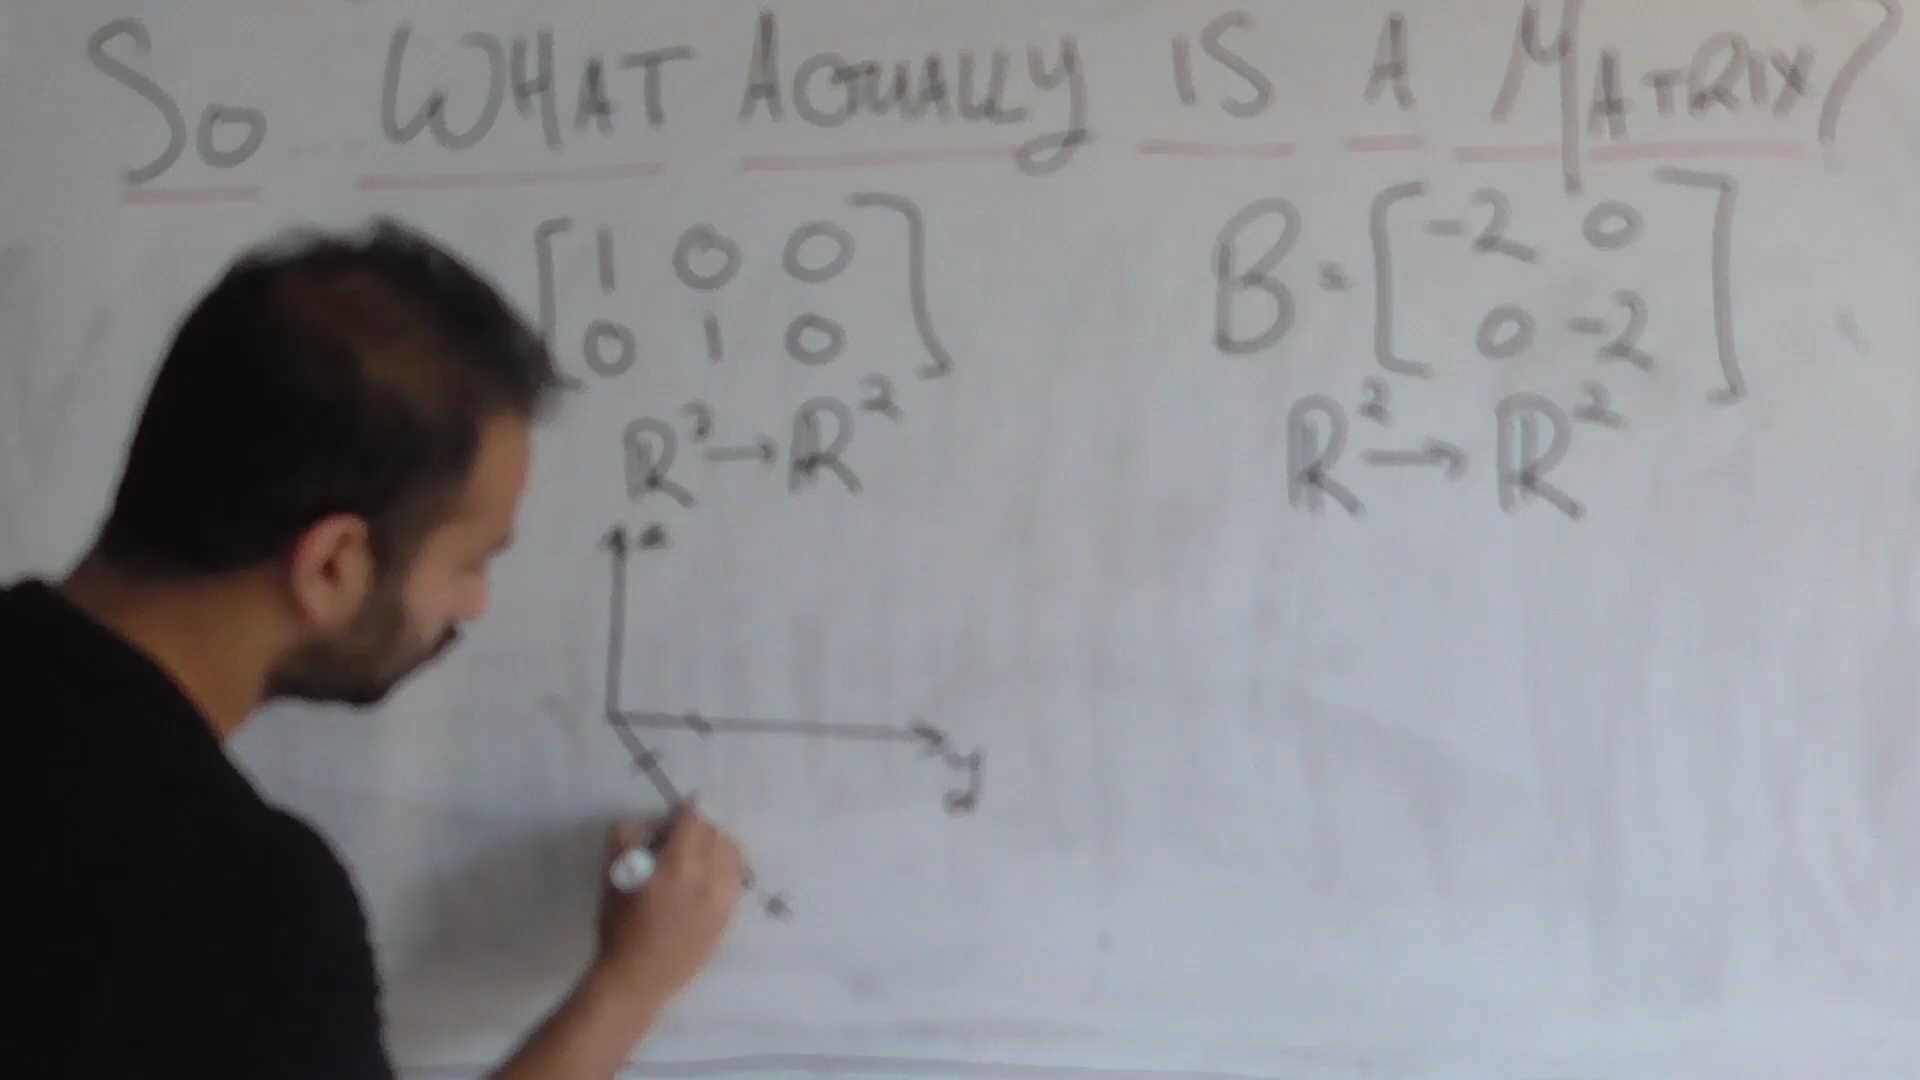 So... WHAT ACTUALLY IS A MATRIX?
[1 0 0
0 1 0]
B = [-2 0
0 -2]
R³→R²
R²→R²
y
x